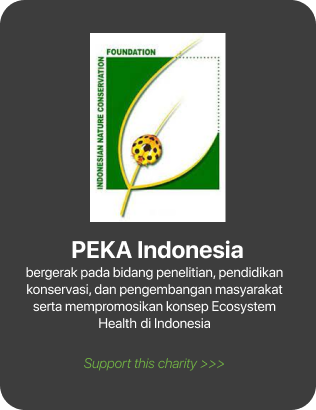 FOUNDATION
INDONESIAN NATURE CONSERVATION
PEKA Indonesia
bergerak pada bidang penelitian, pendidikan
konservasi, dan pengembangan masyarakat
serta mempromosikan konsep Ecosystem
Health di Indonesia
Support this charity >>>